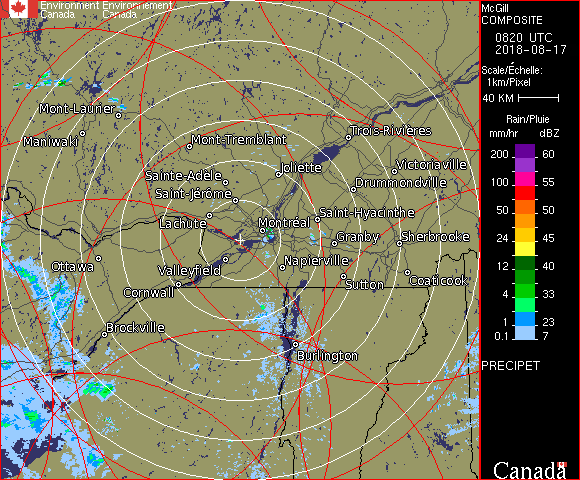 Environment Environnement
Canada Canada
McGill
COMPOSITE
0820 UTC
2018-08-17
Scale/Échelle:
1km/Pixel
40 KM
Rain/Pluie
mm/hr dBZ
200 60
100 55
50 50
24 45
12 40
4 33
1 23
0.1 7
PRECIPET
Canada
Mont-Laurier
Maniwaki
Mont-Tremblant
Trois-Rivières
Sainte-Adèle
Joliette
Victoriaville
Saint-Jérôme
Drummondville
Lachute
Montréal
Saint-Hyacinthe
Granby
Sherbrooke
Ottawa
Valleyfield
Napierville
Cornwall
Sutton
Coaticook
Brockville
Burlington